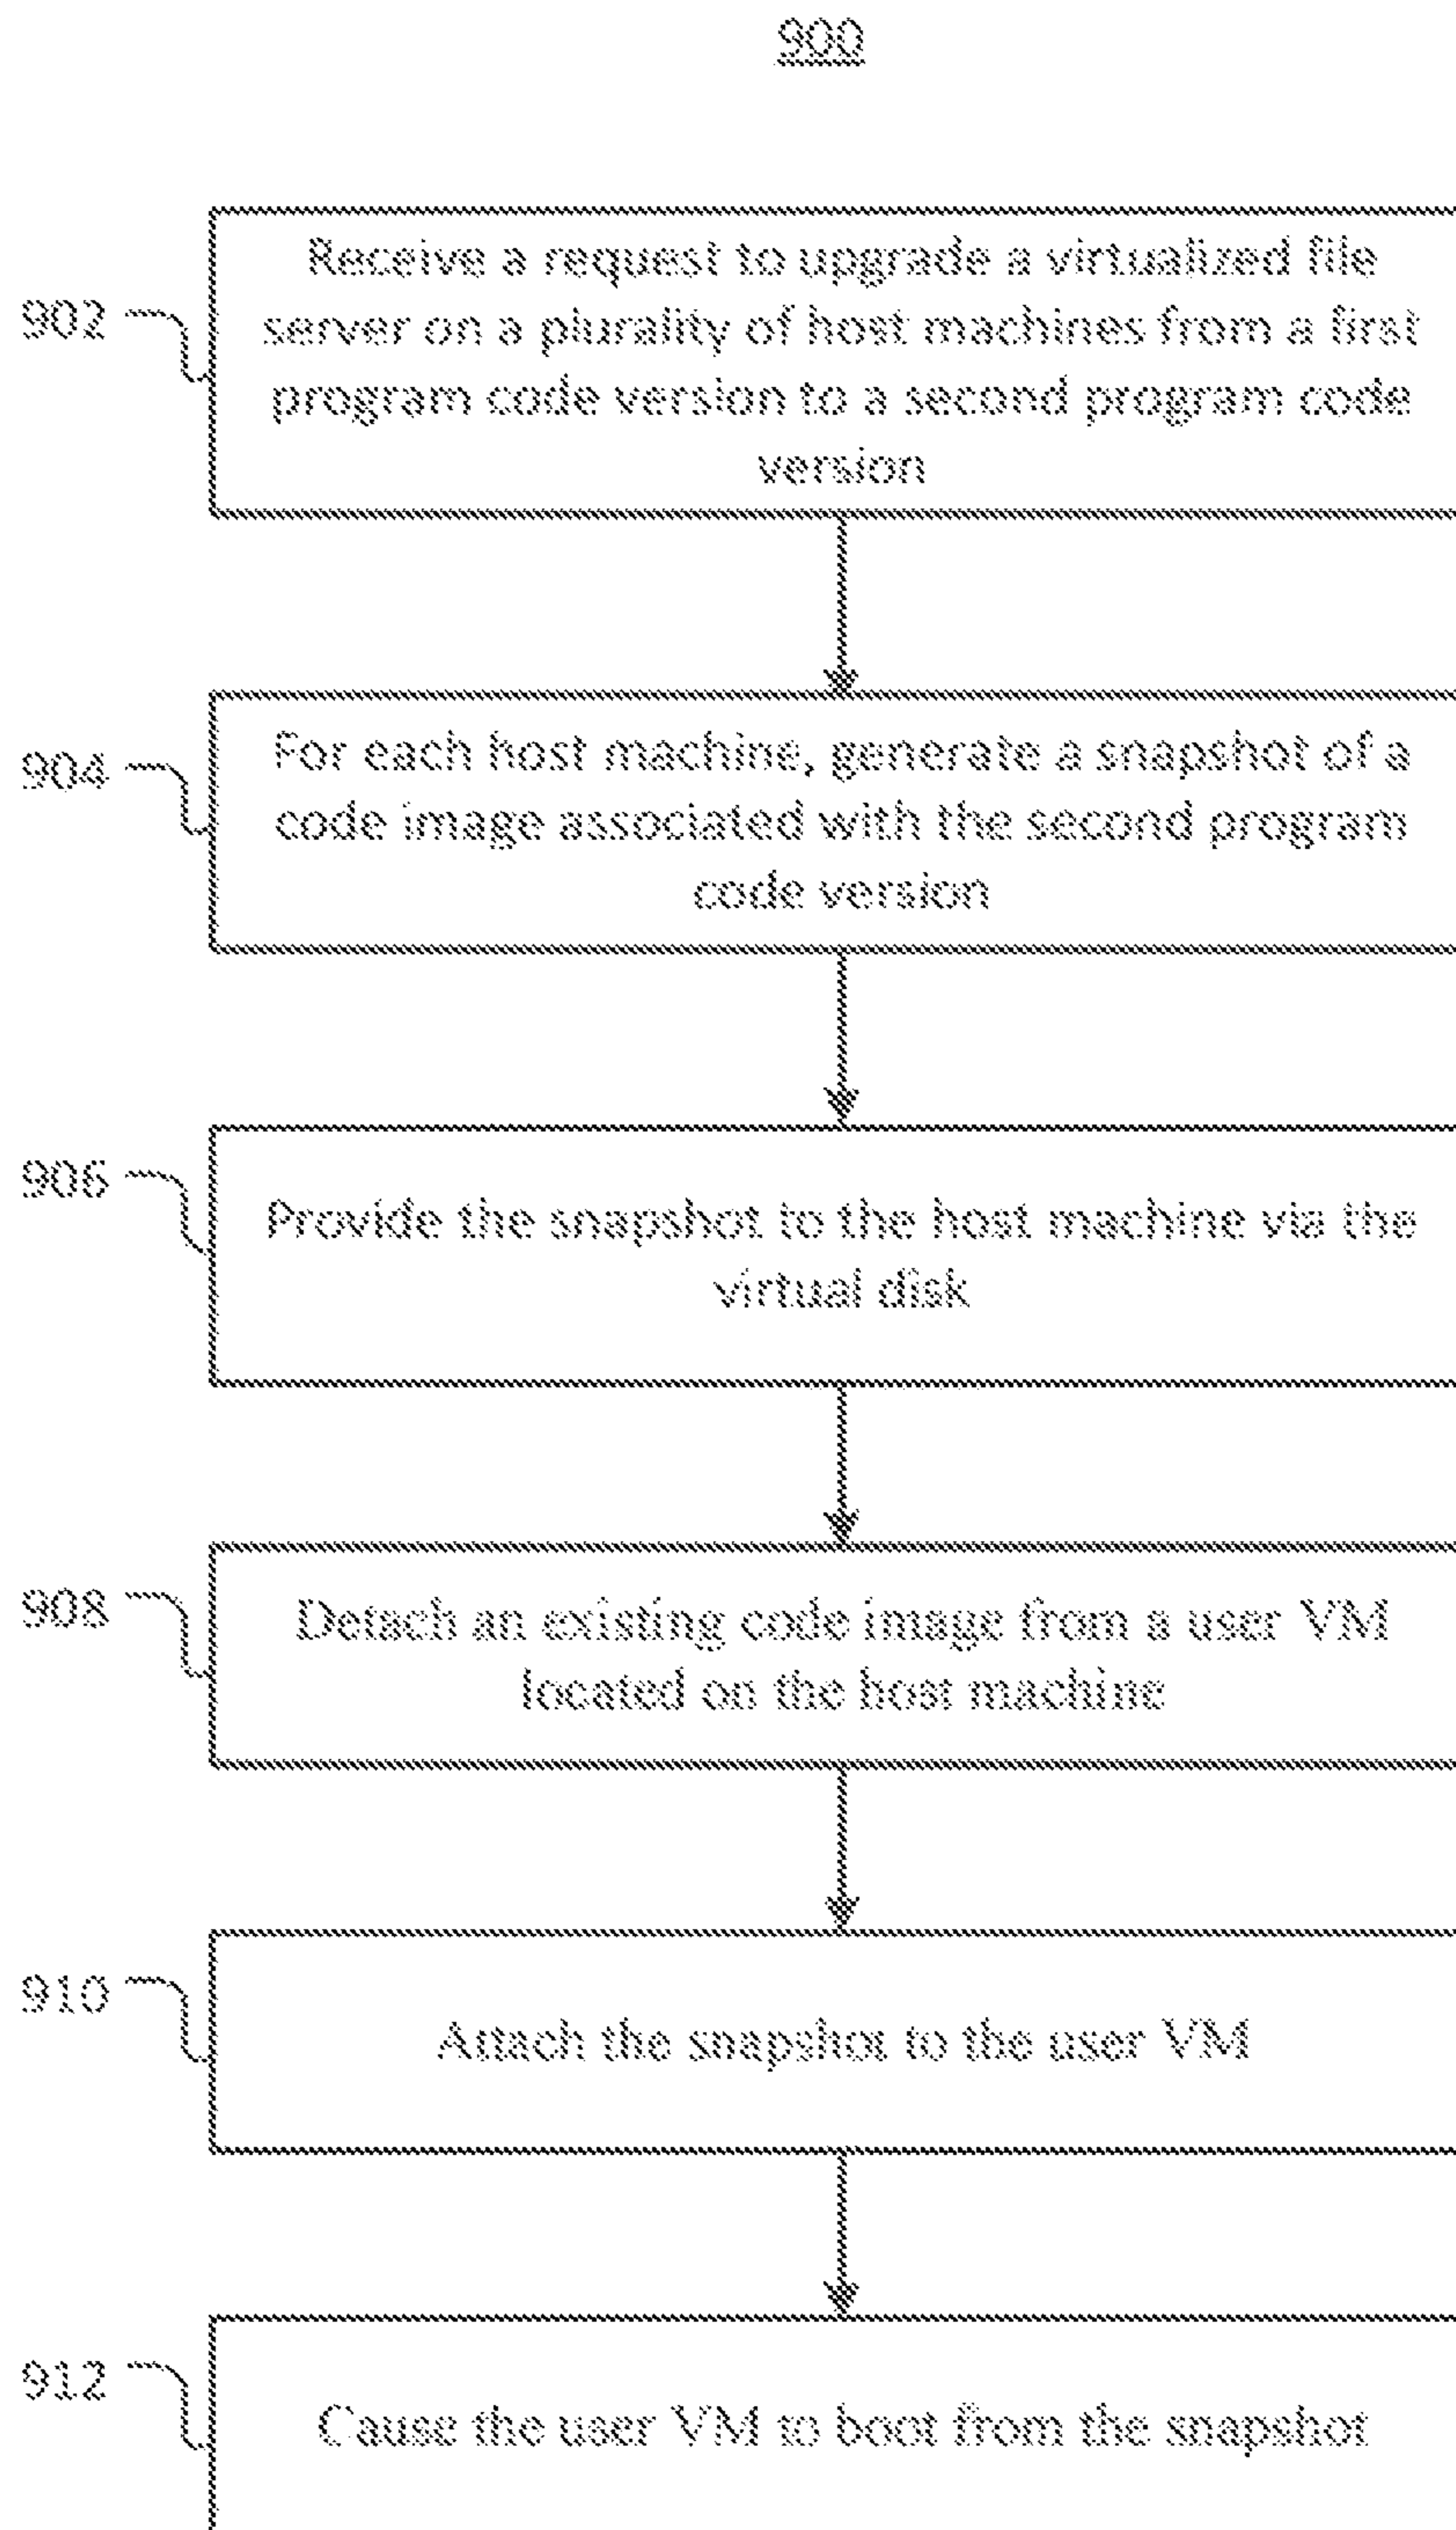 900
902
Receive a request to upgrade a virtualized file
server on a plurality of host machines from a first
program code version to a second program code
version
904
For each host machine, generate a snapshot of a
code image associated with the second program
code version
906
Provide the snapshot to the host machine via the
virtual disk
908
Detach an existing code image from a user VM
located on the host machine
910
Attach the snapshot to the user VM
912
Cause the user VM to boot from the snapshot